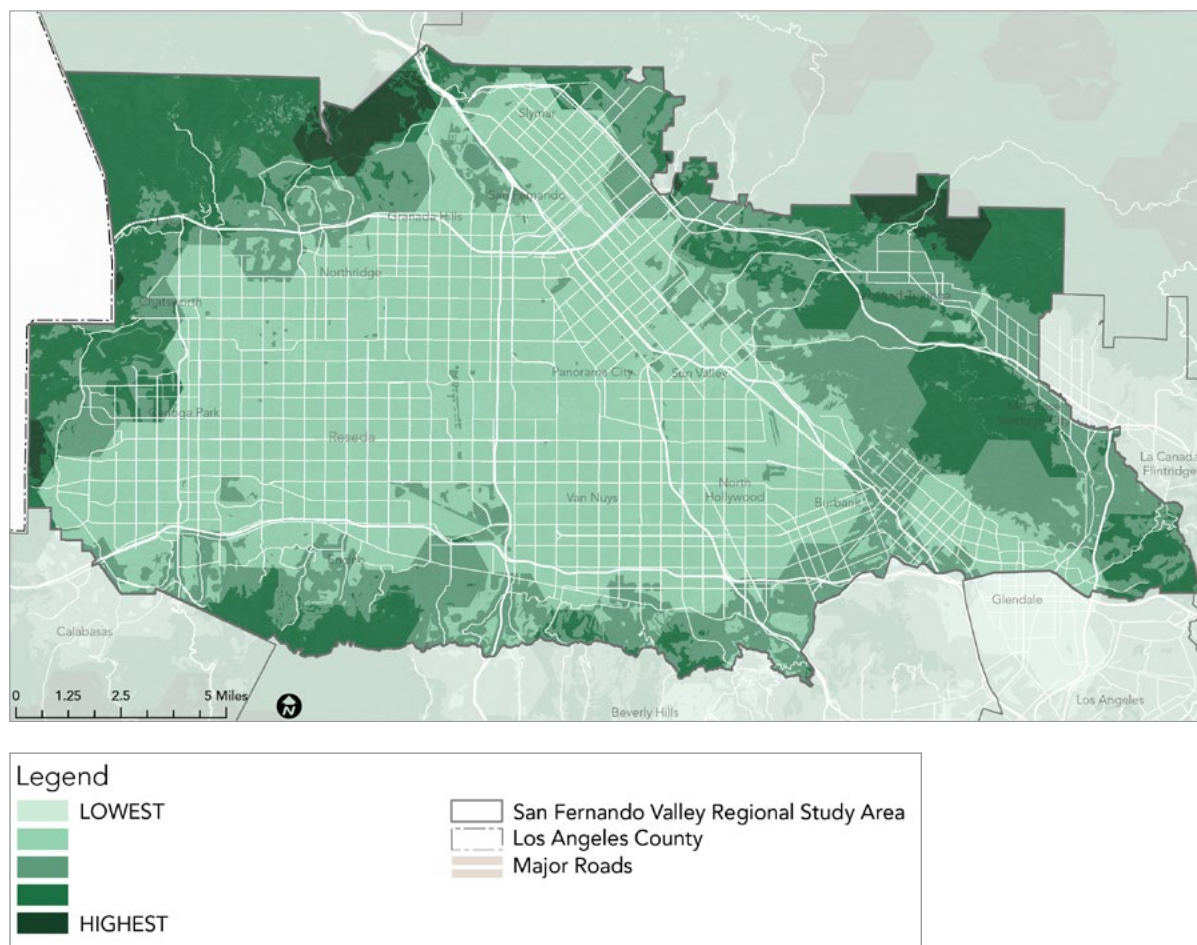 Slymar
San Fernando
Granada Hills
Northridge
Chatsworth
Panorama City
Sun Valley
Canoga Park
Reseda
La Canada
Flintridge
Van Nuys
North
Hollywood
Burbank
Glendale
Calabasas
0 1.25 2.5 5 Miles
N
Beverly Hills
Los Angeles
Legend
LOWEST
HIGHEST
San Fernando Valley Regional Study Area
Los Angeles County
Major Roads